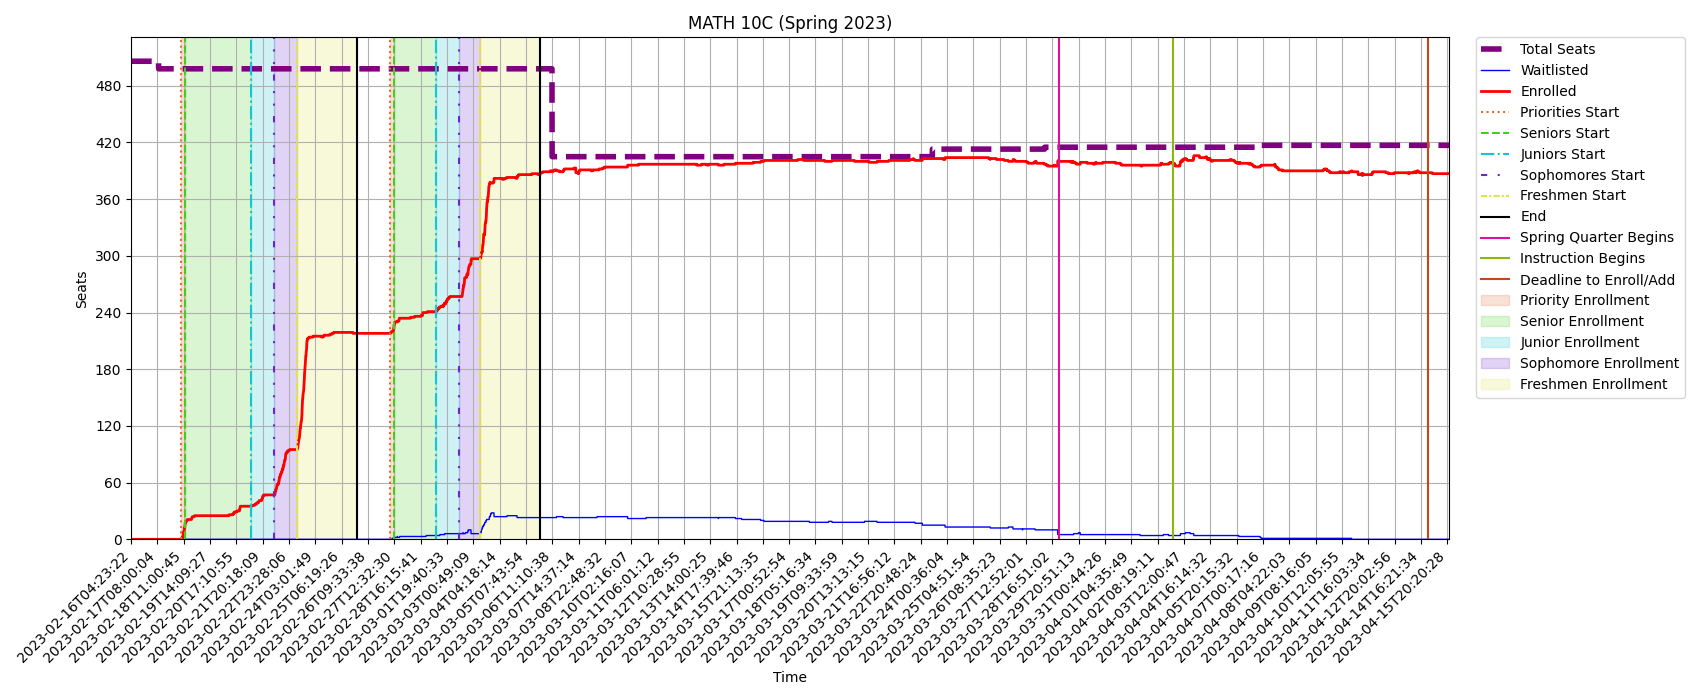 MATH 10C (Spring 2023)
Seats
480
420
360
300
240
180
120
60
0
2023-02-16T04:23:22
2023-02-17T08:00:04
2023-02-18T11:00:45
2023-02-19T14:09:27
2023-02-20T17:10:55
2023-02-21T20:18:09
2023-02-22T23:28:06
2023-02-24T03:01:49
2023-02-25T06:19:26
2023-02-26T09:33:38
2023-02-27T12:32:30
2023-02-28T16:15:41
2023-03-01T19:40:33
2023-03-03T00:49:09
2023-03-04T04:18:14
2023-03-05T07:43:54
2023-03-06T11:10:38
2023-03-07T14:37:14
2023-03-08T22:48:32
2023-03-10T02:16:07
2023-03-11T06:01:12
2023-03-12T10:28:55
2023-03-13T14:00:25
2023-03-14T17:39:46
2023-03-15T21:13:35
2023-03-17T00:52:54
2023-03-18T05:16:34
2023-03-19T09:33:59
2023-03-20T13:13:15
2023-03-21T16:56:12
2023-03-22T20:48:24
2023-03-24T00:36:04
2023-03-25T04:51:54
2023-03-26T08:35:23
2023-03-27T12:52:01
2023-03-28T16:51:02
2023-03-29T20:51:13
2023-03-31T00:44:26
2023-04-01T04:35:49
2023-04-02T08:19:11
2023-04-03T12:00:47
2023-04-04T16:14:32
2023-04-05T20:15:32
2023-04-07T00:17:16
2023-04-08T04:22:03
2023-04-09T08:16:05
2023-04-10T12:05:55
2023-04-11T16:03:34
2023-04-12T20:02:56
2023-04-14T16:21:34
2023-04-15T20:20:28
Time
Total Seats
Waitlisted
Enrolled
Priorities Start
Seniors Start
Juniors Start
Sophomores Start
Freshmen Start
End
Spring Quarter Begins
Instruction Begins
Deadline to Enroll/Add
Priority Enrollment
Senior Enrollment
Junior Enrollment
Sophomore Enrollment
Freshmen Enrollment